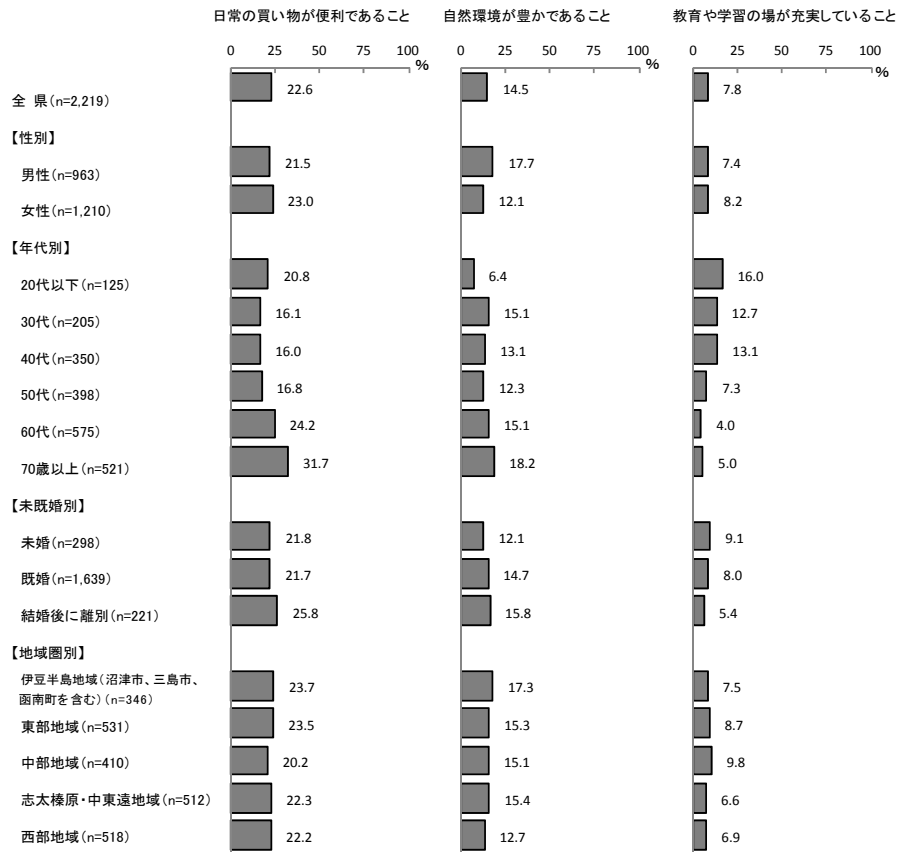 日常の買い物が便利であること 自然環境が豊かであること 教育や学習の場が充実していること
0 25 50 75 100 0 25 50 75 100 0 25 50 75 100
% % %
全 県(n=2,219) 22.6 14.5 7.8
【性別】
男性(n=963) 21.5 17.7 7.4
女性(n=1,210) 23.0 12.1 8.2
【年代別】
20代以下(n=125) 20.8 6.4 16.0
30代(n=205) 16.1 15.1 12.7
40代(n=350) 16.0 13.1 13.1
50代(n=398) 16.8 12.3 7.3
60代(n=575) 24.2 15.1 4.0
70歳以上(n=521) 31.7 18.2 5.0
【未既婚別】
未婚(n=298) 21.8 12.1 9.1
既婚(n=1,639) 21.7 14.7 8.0
結婚後に離別(n=221) 25.8 15.8 5.4
【地域圏別】
伊豆半島地域(沼津市、三島市、
函南町を含む)(n=346) 23.7 17.3 7.5
東部地域(n=531) 23.5 15.3 8.7
中部地域(n=410) 20.2 15.1 9.8
志太榛原・中東遠地域(n=512) 22.3 15.4 6.6
西部地域(n=518) 22.2 12.7 6.9